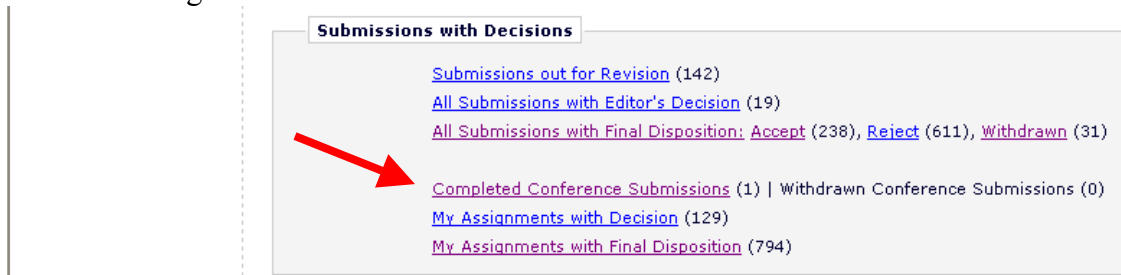 Submissions with Decisions
Submissions out for Revision (142)
All Submissions with Editor's Decision (19)
All Submissions with Final Disposition: Accept (238), Reject (611), Withdrawn (31)
Completed Conference Submissions (1) | Withdrawn Conference Submissions (0)
My Assignments with Decision (129)
My Assignments with Final Disposition (794)